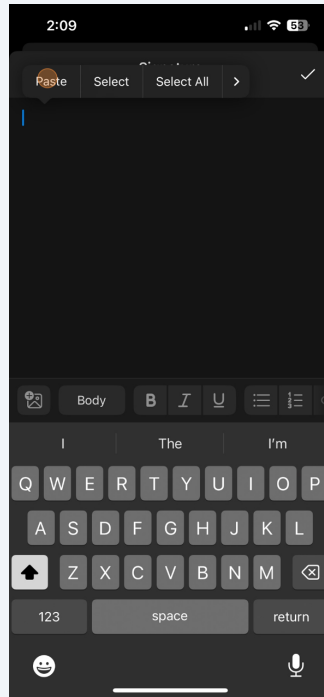 2:09
53
Paste Select Select All >
Body B I U
I The I'm
Q W E R T Y U I O P
A S D F G H J K L
Z X C V B N M
123 space return